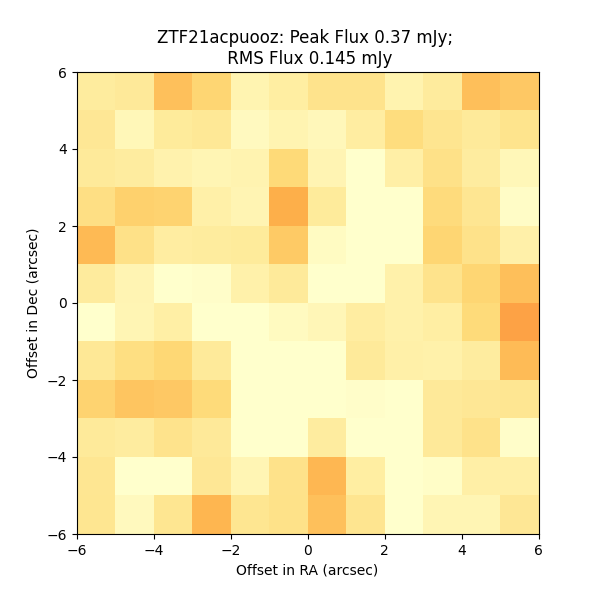 ZTF21acpuooz: Peak Flux 0.37 mJy;
RMS Flux 0.145 mJy
6
4
2
0
−2
−4
−6
Offset in Dec (arcsec)
−6 −4 −2 0 2 4 6
Offset in RA (arcsec)